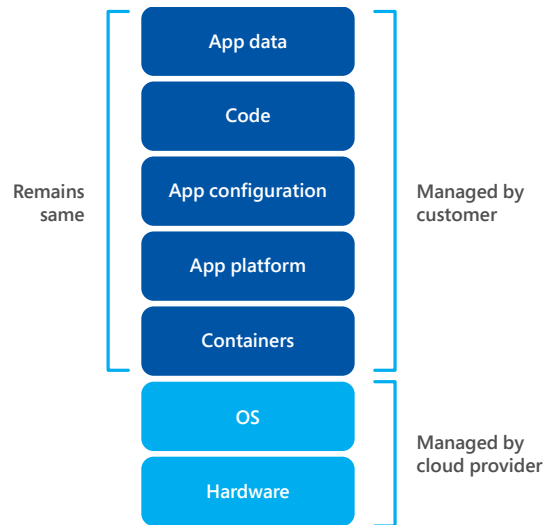 App data
Code
App configuration
App platform
Containers
OS
Hardware
Remains
same
Managed by
customer
Managed by
cloud provider